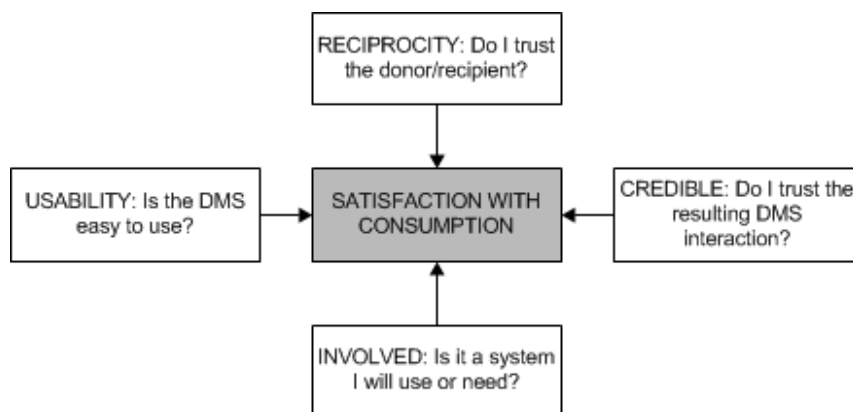 RECIPROCITY: Do I trust
the donor/recipient?
USABILITY: Is the DMS
easy to use?
SATISFACTION WITH
CONSUMPTION
CREDIBLE: Do I trust the
resulting DMS
interaction?
INVOLVED: Is it a system
I will use or need?